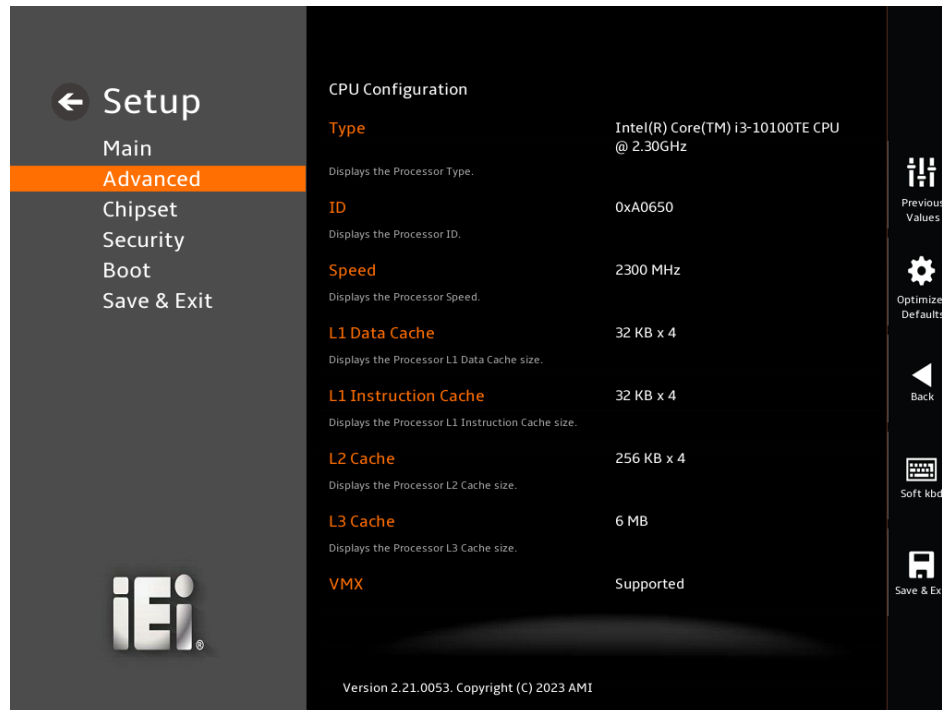 Setup
Main
Advanced
Chipset
Security
Boot
Save & Exit
iEi®
CPU Configuration
Type
Intel(R) Core(TM) i3-10100TE CPU
@ 2.30GHz
Displays the Processor Type.
ID
0xA0650
Displays the Processor ID.
Speed
2300 MHz
Displays the Processor Speed.
L1 Data Cache
32 KB x 4
Displays the Processor L1 Data Cache size.
L1 Instruction Cache
32 KB x 4
Displays the Processor L1 Instruction Cache size.
L2 Cache
256 KB x 4
Displays the Processor L2 Cache size.
L3 Cache
6 MB
Displays the Processor L3 Cache size.
VMX
Supported
Version 2.21.0053. Copyright (C) 2023 AMI
Previous
Values
Optimize
Defaults
Back
Soft kbd
Save & Ex